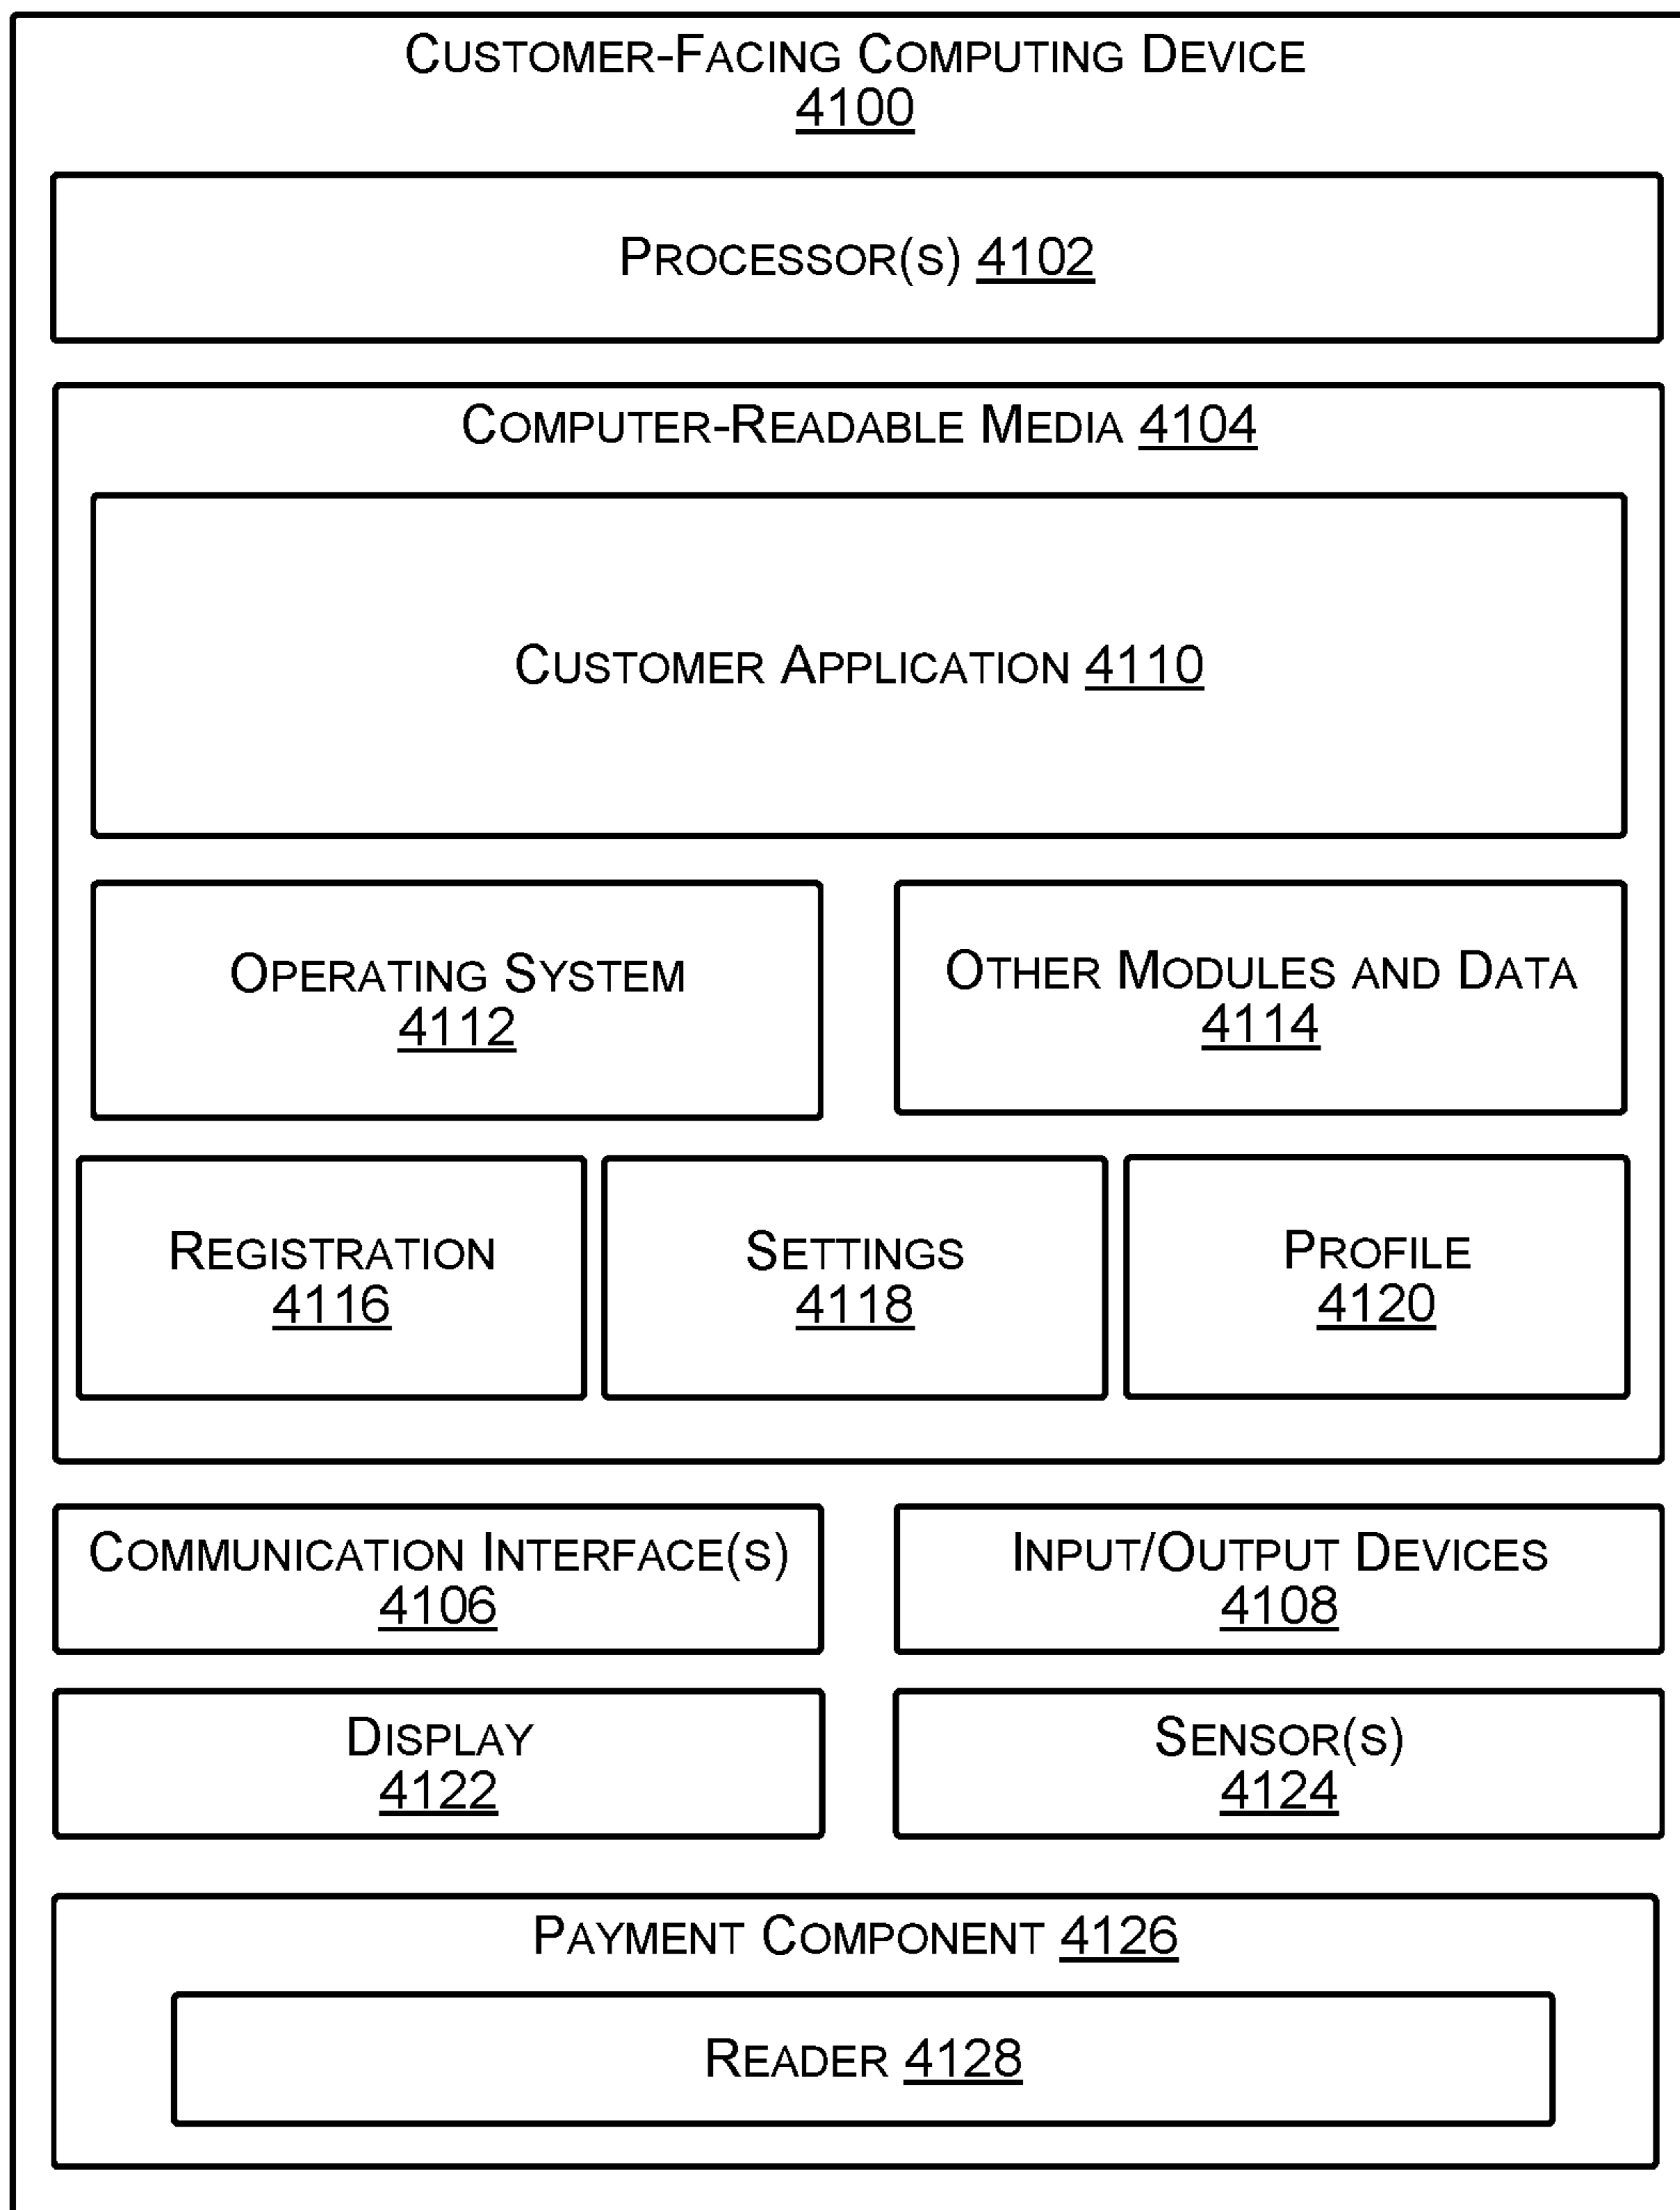 CUSTOMER-FACING COMPUTING DEVICE
4100
PROCESSOR(S) 4102
COMPUTER-READABLE MEDIA 4104
CUSTOMER APPLICATION 4110
OPERATING SYSTEM
4112
OTHER MODULES AND DATA
4114
REGISTRATION
4116
SETTINGS
4118
PROFILE
4120
COMMUNICATION INTERFACE(S)
4106
INPUT/OUTPUT DEVICES
4108
DISPLAY
4122
SENSOR(S)
4124
PAYMENT COMPONENT 4126
READER 4128